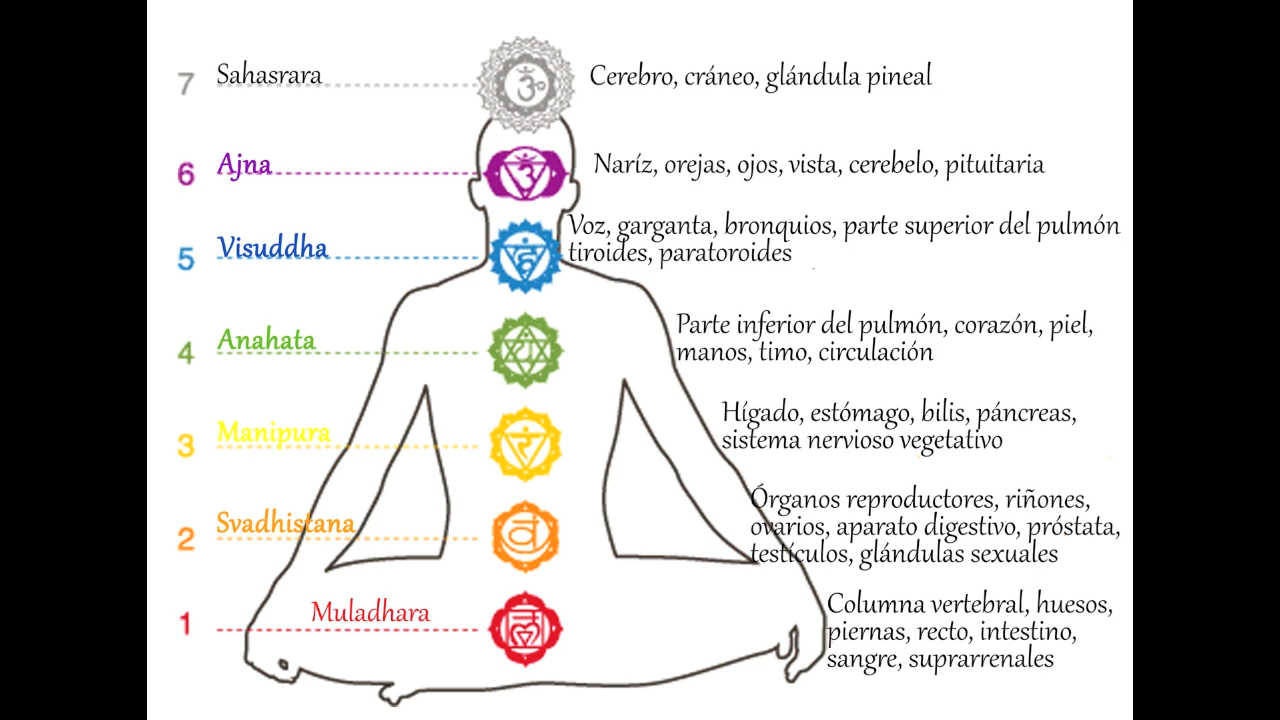 7 Sahasrara
Cerebro, cráneo, glándula pineal
6 Ajna
Naríz, orejas, ojos, vista, cerebelo, pituitaria
5 Visuddha
Voz, garganta, bronquios, parte superior del pulmón
tiroides, paratoroides
4 Anahata
Parte inferior del pulmón, corazón, piel,
manos, timo, circulación
3 Manipura
Hígado, estómago, bilis, páncreas,
sistema nervioso vegetativo
2 Svadhistana
Órganos reproductores, riñones,
ovarios, aparato digestivo, próstata,
testículos, glándulas sexuales
1 Muladhara
Columna vertebral, huesos,
piernas, recto, intestino,
sangre, suprarrenales